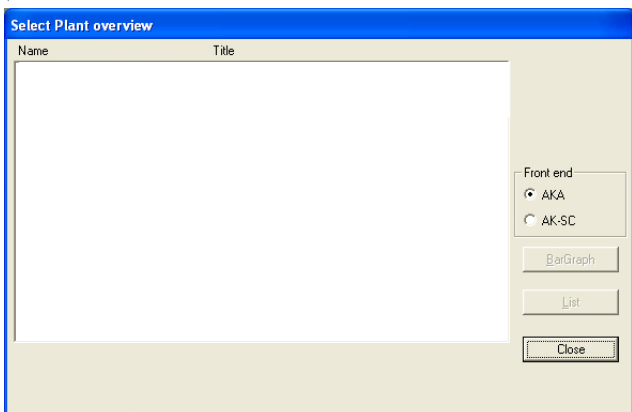 Select Plant overview
Name Title
Front end
AKA
AK-SC
BarGraph
List
Close